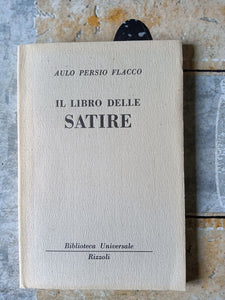 AULO PERSIO FLACCO
IL LIBRO DELLE
SATIRE
Biblioteca Universale
Rizzoli